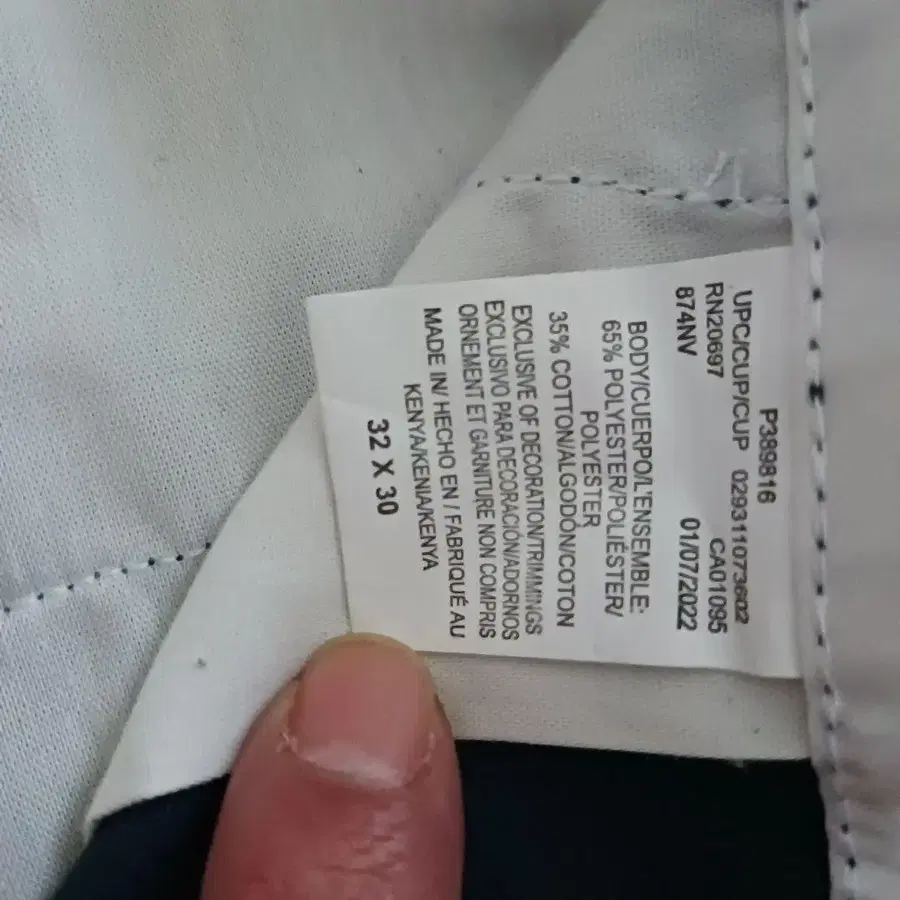 P389816
UPC/CUP/CUP 029311073602
RN20697 CA01095
874NV 01/07/2022
BODY/CUERPO/L'ENSEMBLE:
65% POLYESTER/POLIÉSTER/
POLYESTER
35% COTTON/ALGODÓN/COTON
EXCLUSIVE OF DECORATION/TRIMMINGS
EXCLUSIVO PARA DECORACIÓN/ADORNOS
ORNEMENT ET GARNITURE NON COMPRIS
MADE IN/ HECHO EN / FABRIQUÉ AU
KENYA/KENIA/KENYA
32 X 30